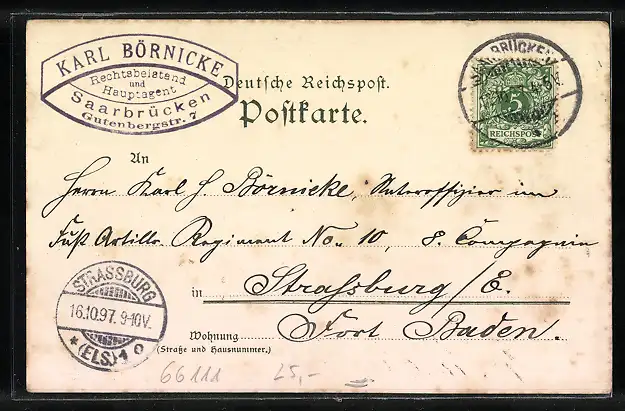 KARL BÖRNICKE
Rechtsbeistand
und
Hauptagent
Saarbrücken
Gutenbergstr. 7
Deutsche Reichspost.
Postkarte.
5
REICHSPOST
An
Herrn Karl H. Börnicke, Unteroffizier im
Fuß Artillr. Regiment No. 10, 8. Compagnie
in Straßburg/E.
Wohnung Fort Baden.
(Straße und Hausnummer.)
STRASSBURG
16.10.97. 9-10V.
* (ELS) 1 o
66111 25,-